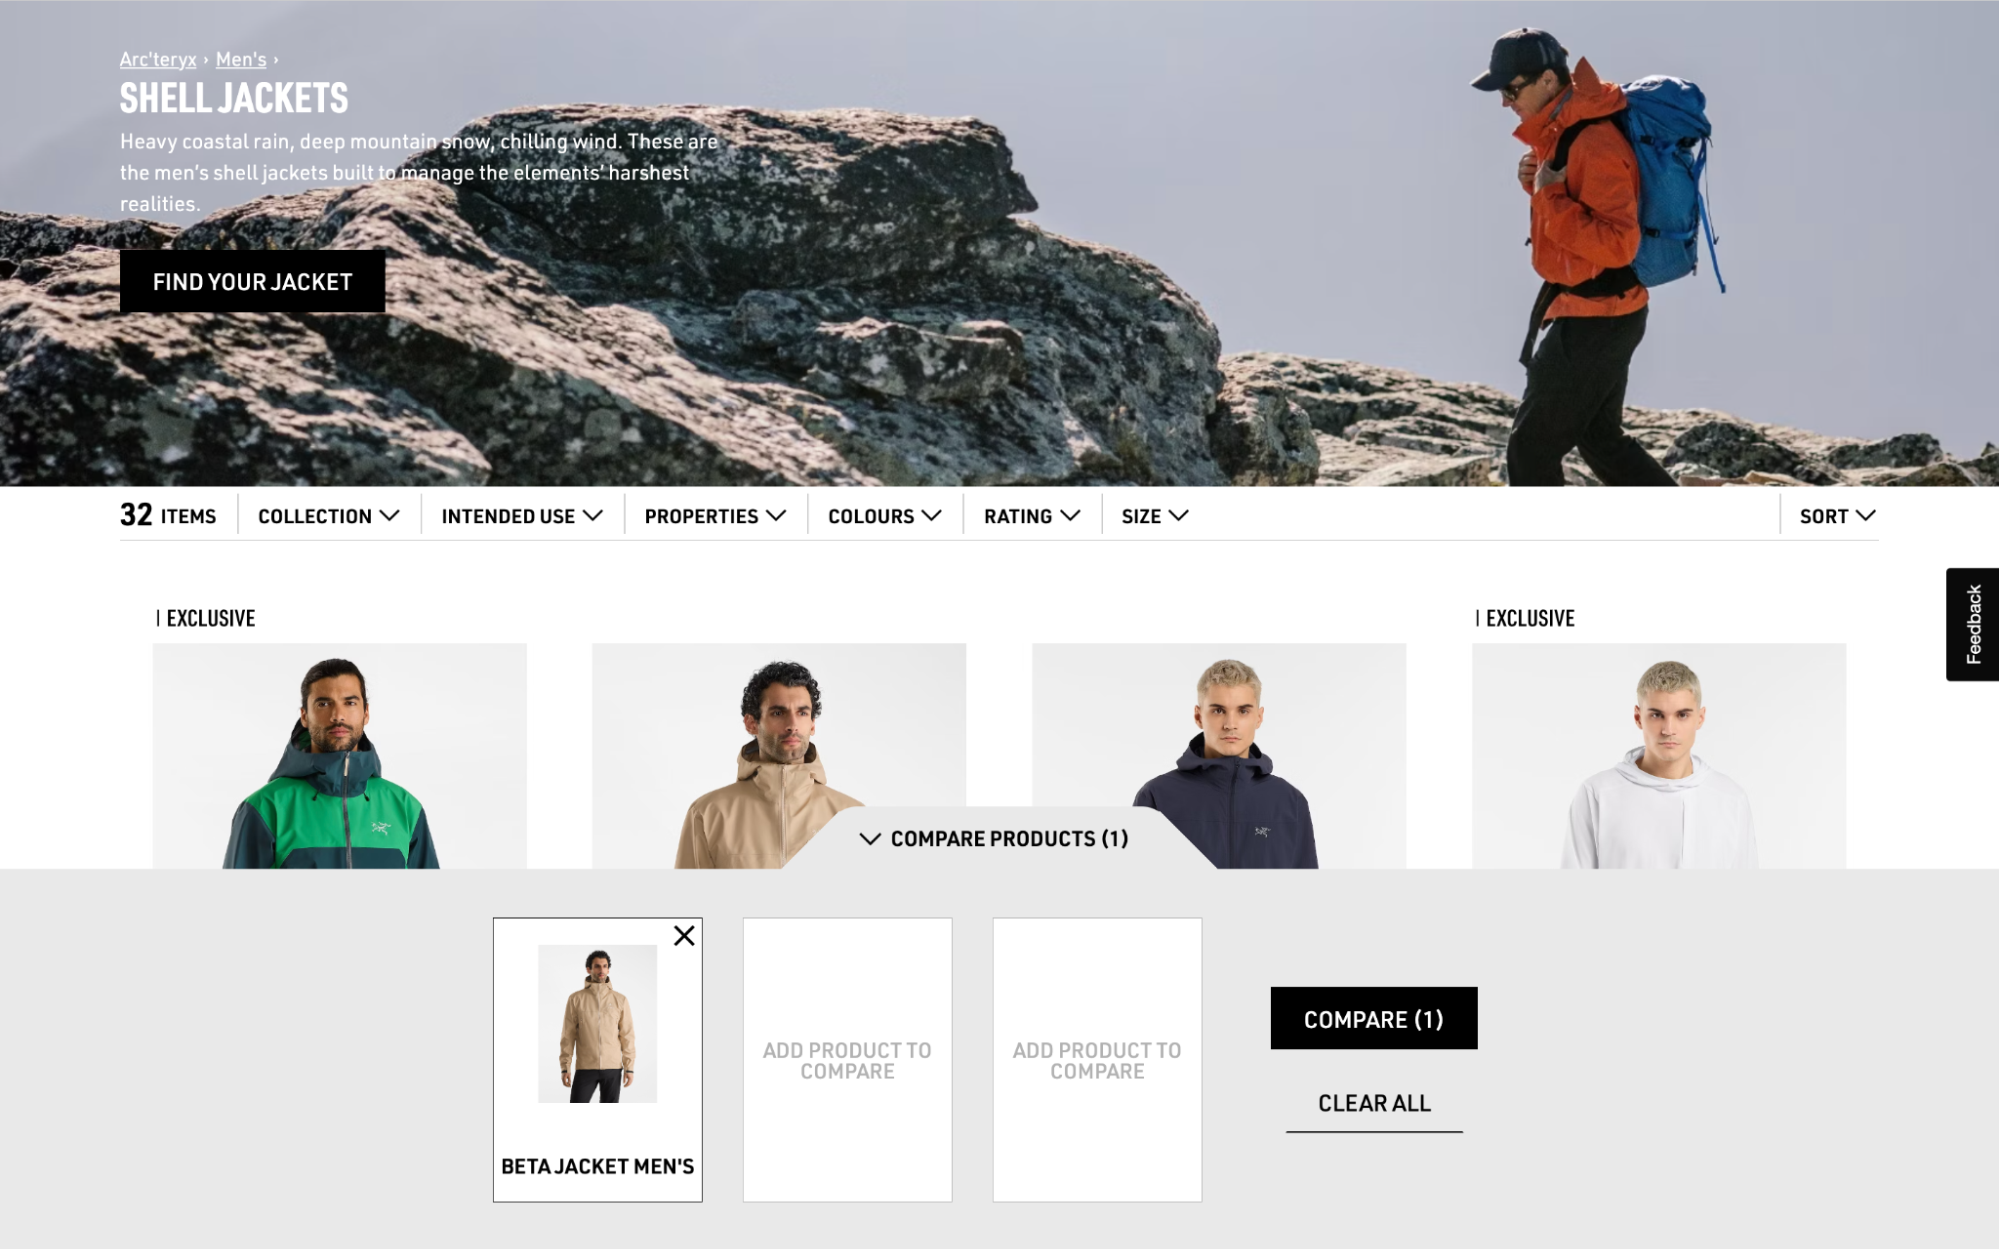 Arc'teryx › Men's ›
SHELL JACKETS
Heavy coastal rain, deep mountain snow, chilling wind. These are
the men’s shell jackets built to manage the elements’ harshest
realities.
FIND YOUR JACKET
32 ITEMS COLLECTION INTENDED USE PROPERTIES COLOURS RATING SIZE SORT
Feedback
EXCLUSIVE EXCLUSIVE
COMPARE PRODUCTS (1)
ADD PRODUCT TO
COMPARE
ADD PRODUCT TO
COMPARE
BETA JACKET MEN'S
COMPARE (1)
CLEAR ALL